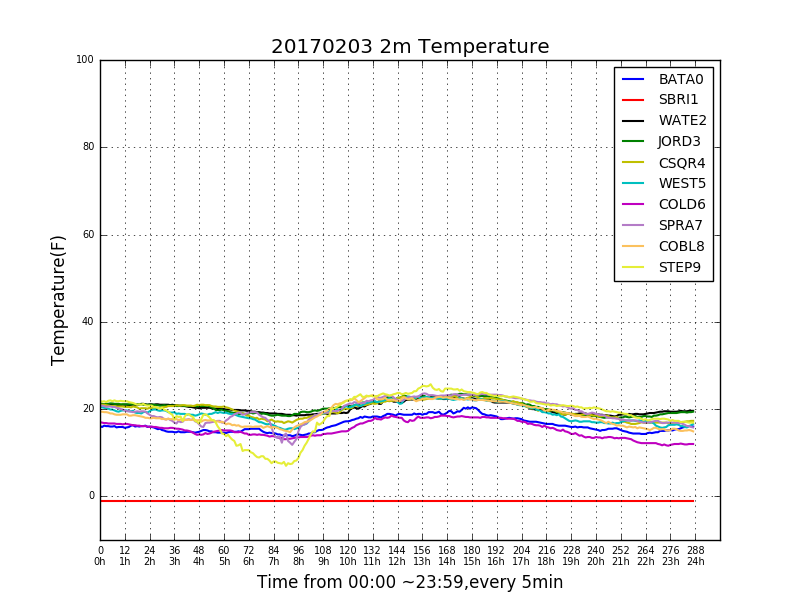 20170203 2m Temperature
100
80
60
40
20
0
Temperature(F)
BATA0
SBRI1
WATE2
JORD3
CSQR4
WEST5
COLD6
SPRA7
COBL8
STEP9
0 12 24 36 48 60 72 84 96 108 120 132 144 156 168 180 192 204 216 228 240 252 264 276 288
0h 1h 2h 3h 4h 5h 6h 7h 8h 9h 10h 11h 12h 13h 14h 15h 16h 17h 18h 19h 20h 21h 22h 23h 24h
Time from 00:00 ~23:59,every 5min